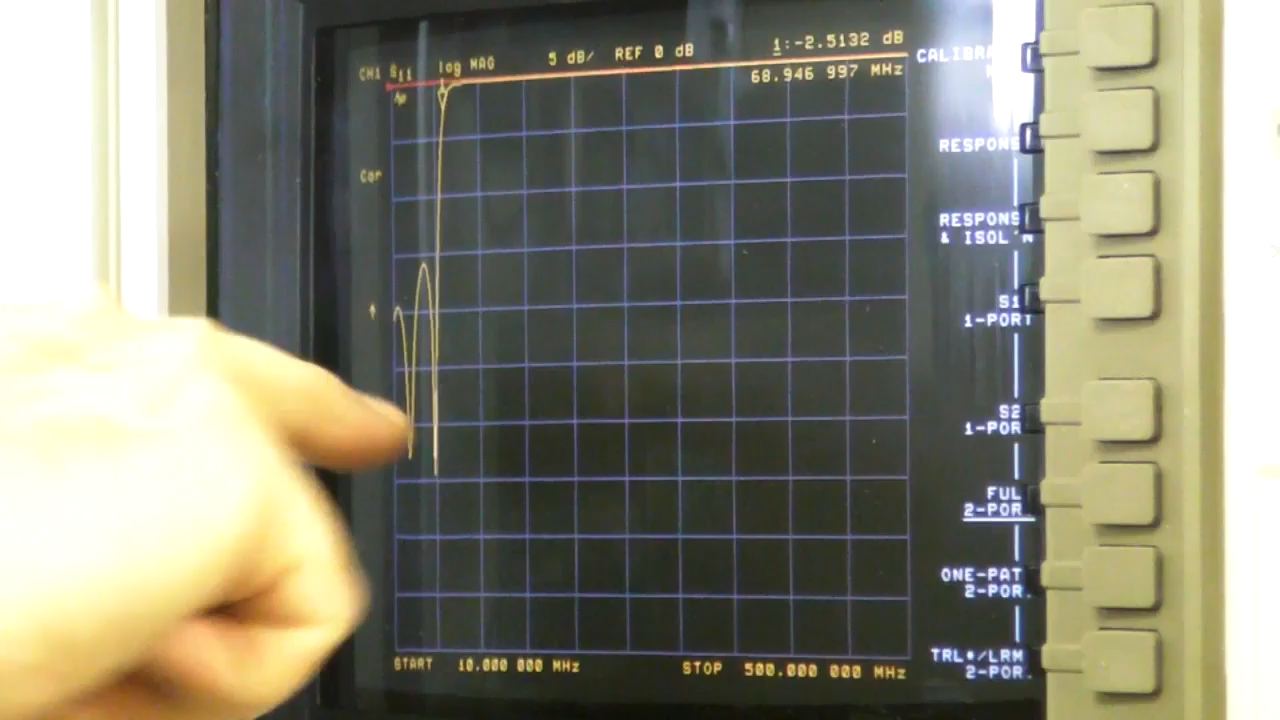 CH1 S11 log MAG 5 dB/ REF 0 dB 1:-2.5132 dB
68.946 997 MHz
Cor
CALIBRA
RESPONS
RESPONS
& ISOL'N
S1
1-PORT
S2
1-POR
FUL
2-POR
ONE-PAT
2-POR
TRL*/LRM
2-POR
START 10.000 000 MHz STOP 500.000 000 MHz